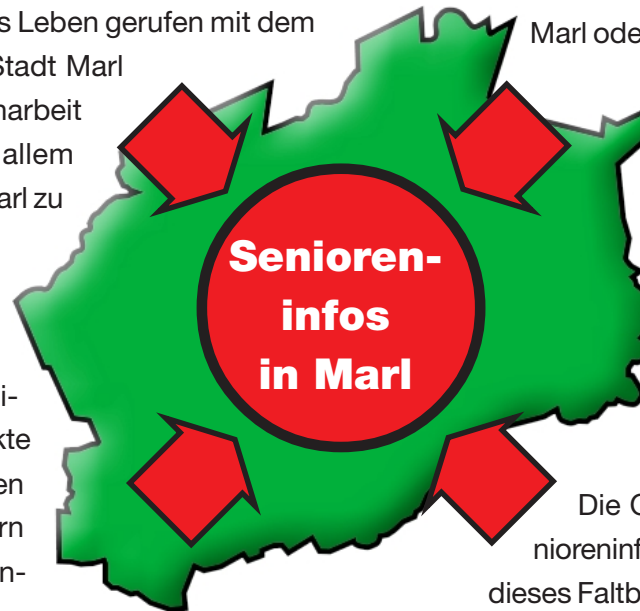 s Leben gerufen mit dem
Stadt Marl
narbeit
allem
arl zu
i-
kte
en
rn
n-
Senioren-
infos
in Marl
Marl ode
Die
nioreninf
dieses Faltb